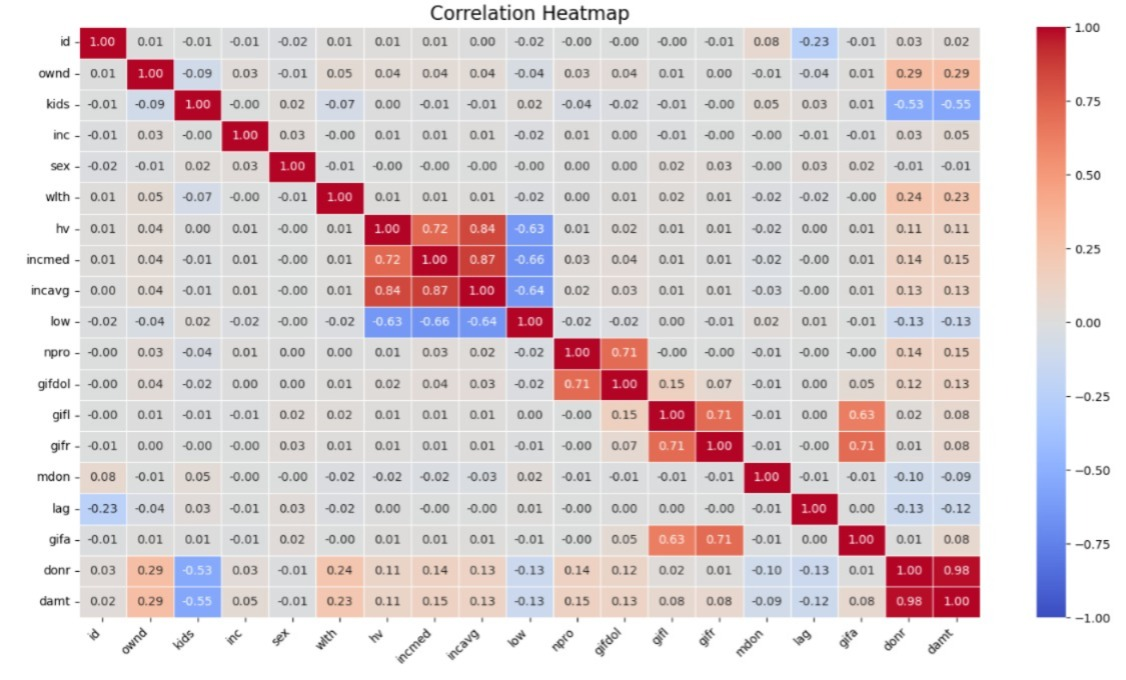 Correlation Heatmap
id 1.00 0.01 -0.01 -0.01 -0.02 0.01 0.01 0.01 0.00 -0.02 -0.00 -0.00 -0.00 -0.01 0.08 -0.23 -0.01 0.03 0.02
ownd 0.01 1.00 -0.09 0.03 -0.01 0.05 0.04 0.04 0.04 -0.04 0.03 0.04 0.01 0.00 -0.01 -0.04 0.01 0.29 0.29
kids -0.01 -0.09 1.00 -0.00 0.02 -0.07 0.00 -0.01 -0.01 0.02 -0.04 -0.02 -0.01 -0.00 0.05 0.03 0.01 -0.53 -0.55
inc -0.01 0.03 -0.00 1.00 0.03 -0.00 0.01 0.01 0.01 -0.02 0.01 0.00 -0.01 -0.00 -0.00 -0.01 -0.01 0.03 0.05
sex -0.02 -0.01 0.02 0.03 1.00 -0.01 -0.00 -0.00 -0.00 -0.00 0.00 0.00 0.02 0.03 -0.00 0.03 0.02 -0.01 -0.01
wlth 0.01 0.05 -0.07 -0.00 -0.01 1.00 0.01 0.01 0.01 -0.02 0.00 0.01 0.02 0.01 -0.02 -0.02 -0.00 0.24 0.23
hv 0.01 0.04 0.00 0.01 -0.00 0.01 1.00 0.72 0.84 -0.63 0.01 0.02 0.01 0.01 -0.02 0.00 0.01 0.11 0.11
incmed 0.01 0.04 -0.01 0.01 -0.00 0.01 0.72 1.00 0.87 -0.66 0.03 0.04 0.01 0.01 -0.02 -0.00 0.01 0.14 0.15
incavg 0.00 0.04 -0.01 0.01 -0.00 0.01 0.84 0.87 1.00 -0.64 0.02 0.03 0.01 0.01 -0.03 -0.00 0.01 0.13 0.13
low -0.02 -0.04 0.02 -0.02 -0.00 -0.02 -0.63 -0.66 -0.64 1.00 -0.02 -0.02 0.00 -0.01 0.02 0.01 -0.01 -0.13 -0.13
npro -0.00 0.03 -0.04 0.01 0.00 0.00 0.01 0.03 0.02 -0.02 1.00 0.71 -0.00 -0.00 -0.01 -0.00 -0.00 0.14 0.15
gifdol -0.00 0.04 -0.02 0.00 0.00 0.01 0.02 0.04 0.03 -0.02 0.71 1.00 0.15 0.07 -0.01 0.00 0.05 0.12 0.13
gifl -0.00 0.01 -0.01 -0.01 0.02 0.02 0.01 0.01 0.01 0.00 -0.00 0.15 1.00 0.71 -0.01 0.00 0.63 0.02 0.08
gifr -0.01 0.00 -0.00 -0.00 0.03 0.01 0.01 0.01 0.01 -0.01 -0.00 0.07 0.71 1.00 -0.01 -0.00 0.71 0.01 0.08
mdon 0.08 -0.01 0.05 -0.00 -0.00 -0.02 -0.02 -0.02 -0.03 0.02 -0.01 -0.01 -0.01 -0.01 1.00 -0.01 -0.01 -0.10 -0.09
lag -0.23 -0.04 0.03 -0.01 0.03 -0.02 0.00 -0.00 -0.00 0.01 -0.00 0.00 0.00 -0.00 -0.01 1.00 0.00 -0.13 -0.12
gifa -0.01 0.01 0.01 -0.01 0.02 -0.00 0.01 0.01 0.01 -0.01 -0.00 0.05 0.63 0.71 -0.01 0.00 1.00 0.01 0.08
donr 0.03 0.29 -0.53 0.03 -0.01 0.24 0.11 0.14 0.13 -0.13 0.14 0.12 0.02 0.01 -0.10 -0.13 0.01 1.00 0.98
damt 0.02 0.29 -0.55 0.05 -0.01 0.23 0.11 0.15 0.13 -0.13 0.15 0.13 0.08 0.08 -0.09 -0.12 0.08 0.98 1.00
id ownd kids inc sex wlth hv incmed incavg low npro gifdol gifl gifr mdon lag gifa donr damt
1.00
0.75
0.50
0.25
0.00
−0.25
−0.50
−0.75
−1.00